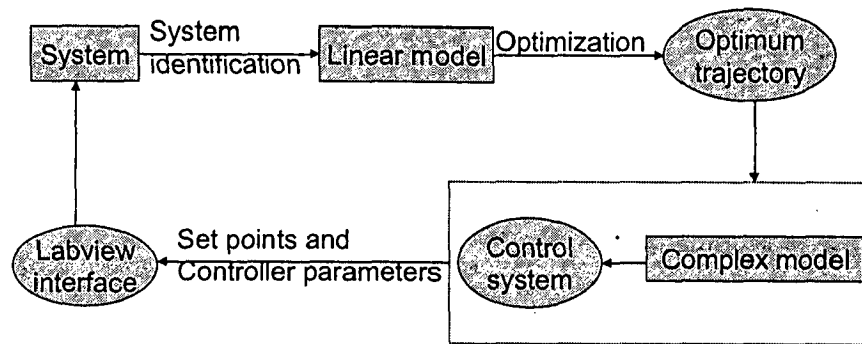 System
System
identification
Linear model
Optimization
Optimum
trajectory
Labview
interface
Set points and
Controller parameters
Control
system
Complex model